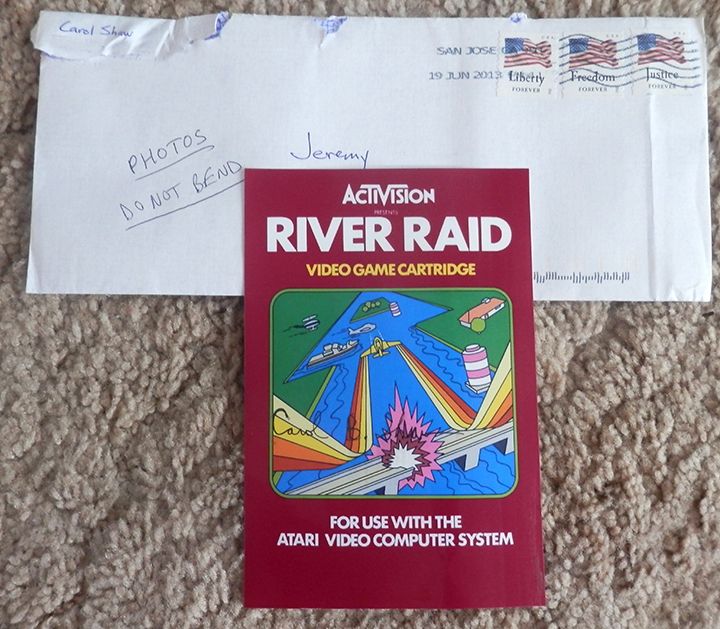 Carol Shaw
SAN JOSE CA
19 JUN 2013
U.S.A. U.S.A. U.S.A.
Liberty Freedom Justice
FOREVER FOREVER FOREVER
PHOTOS
DO NOT BEND
Jeremy
ACTIVISION
PRESENTS
RIVER RAID
VIDEO GAME CARTRIDGE
Carol
FOR USE WITH THE
ATARI VIDEO COMPUTER SYSTEM